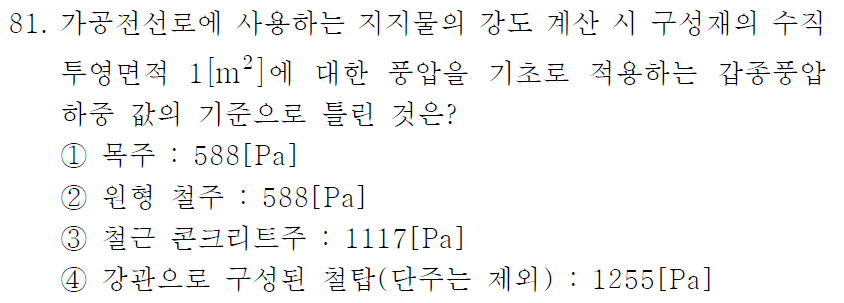 81. 가공전선로에 사용하는 지지물의 강도 계산 시 구성재의 수직
투영면적 1[m²]에 대한 풍압을 기초로 적용하는 갑종풍압
하중 값의 기준으로 틀린 것은?
① 목주 : 588[Pa]
② 원형 철주 : 588[Pa]
③ 철근 콘크리트주 : 1117[Pa]
④ 강관으로 구성된 철탑(단주는 제외) : 1255[Pa]